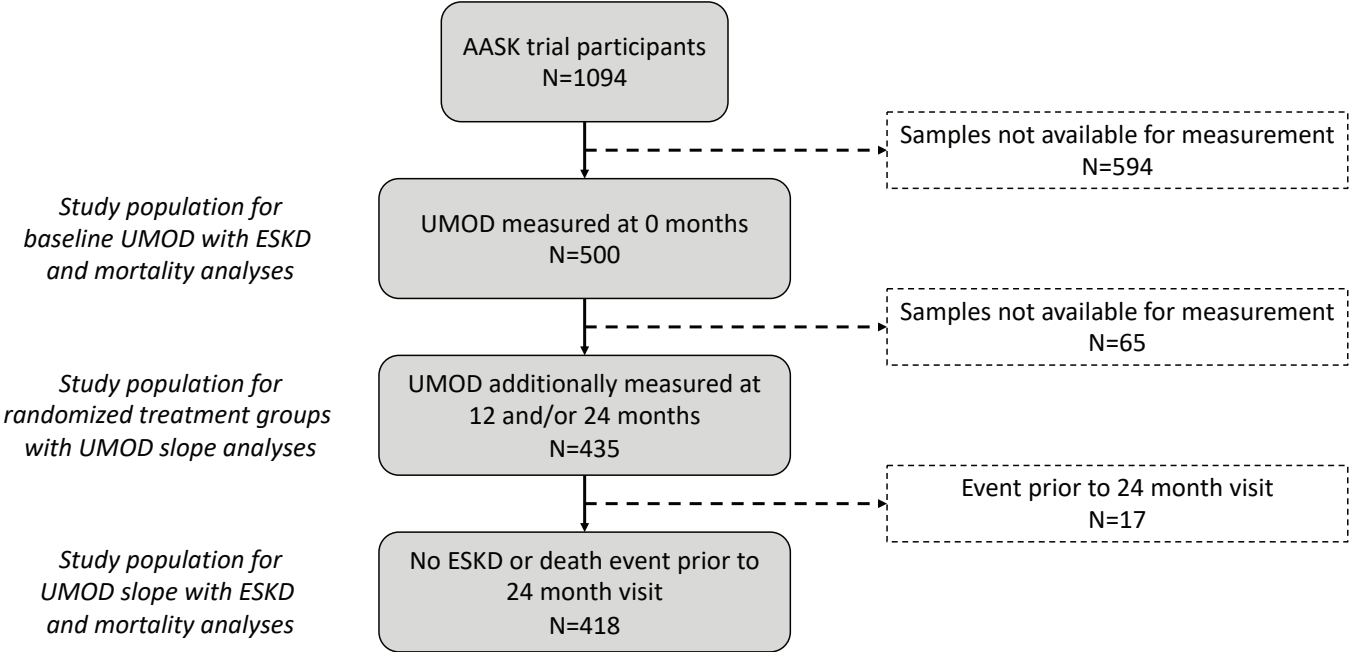 AASK trial participants
N=1094
Samples not available for measurement
N=594
Study population for
baseline UMOD with ESKD
and mortality analyses
UMOD measured at 0 months
N=500
Samples not available for measurement
N=65
Study population for
randomized treatment groups
with UMOD slope analyses
UMOD additionally measured at
12 and/or 24 months
N=435
Event prior to 24 month visit
N=17
Study population for
UMOD slope with ESKD
and mortality analyses
No ESKD or death event prior to
24 month visit
N=418